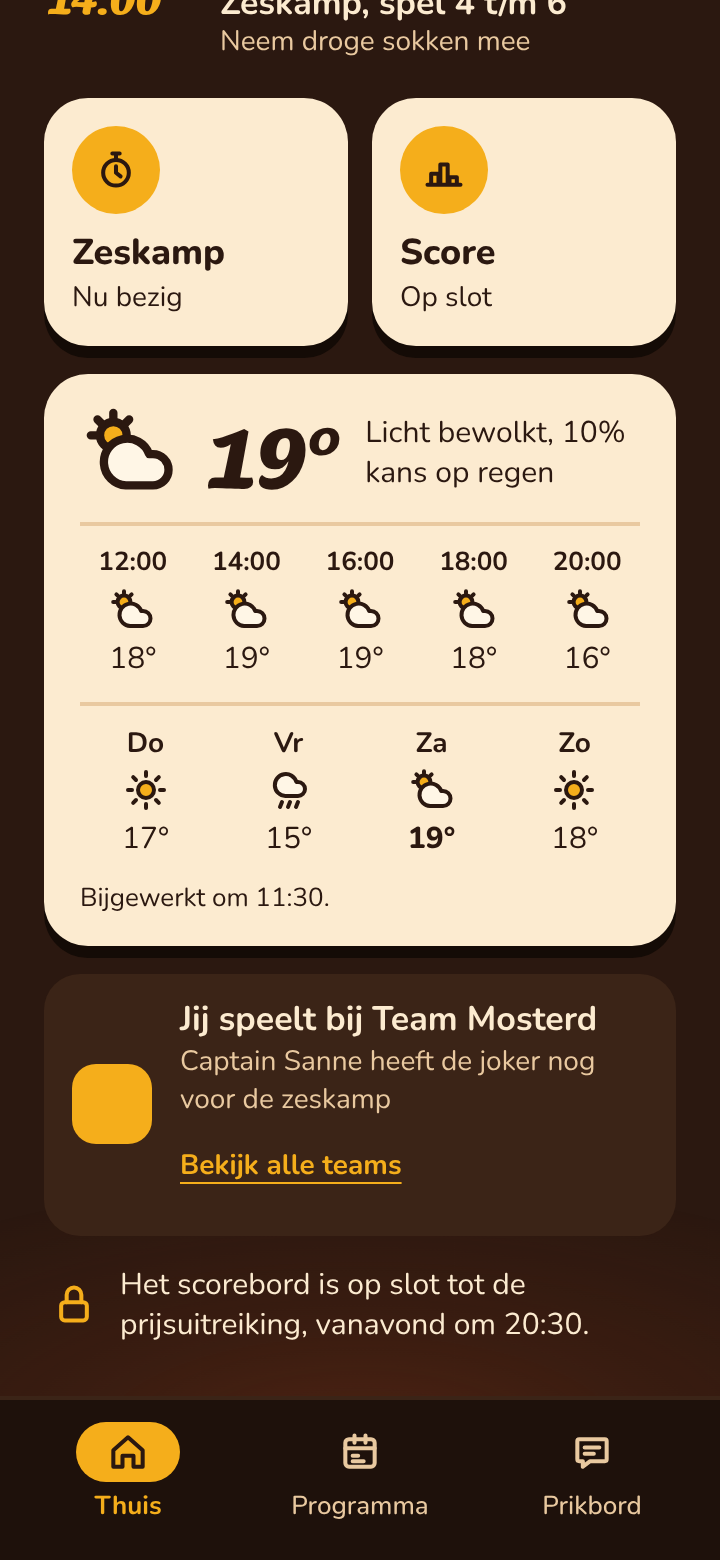 14:00
Zeskamp, spel 4 t/m 6
Neem droge sokken mee
Zeskamp
Nu bezig
Score
Op slot
19°
Licht bewolkt, 10%
kans op regen
12:00 14:00 16:00 18:00 20:00
18° 19° 19° 18° 16°
Do Vr Za Zo
17° 15° 19° 18°
Bijgewerkt om 11:30.
Jij speelt bij Team Mosterd
Captain Sanne heeft de joker nog
voor de zeskamp
Bekijk alle teams
Het scorebord is op slot tot de
prijsuitreiking, vanavond om 20:30.
Thuis Programma Prikbord